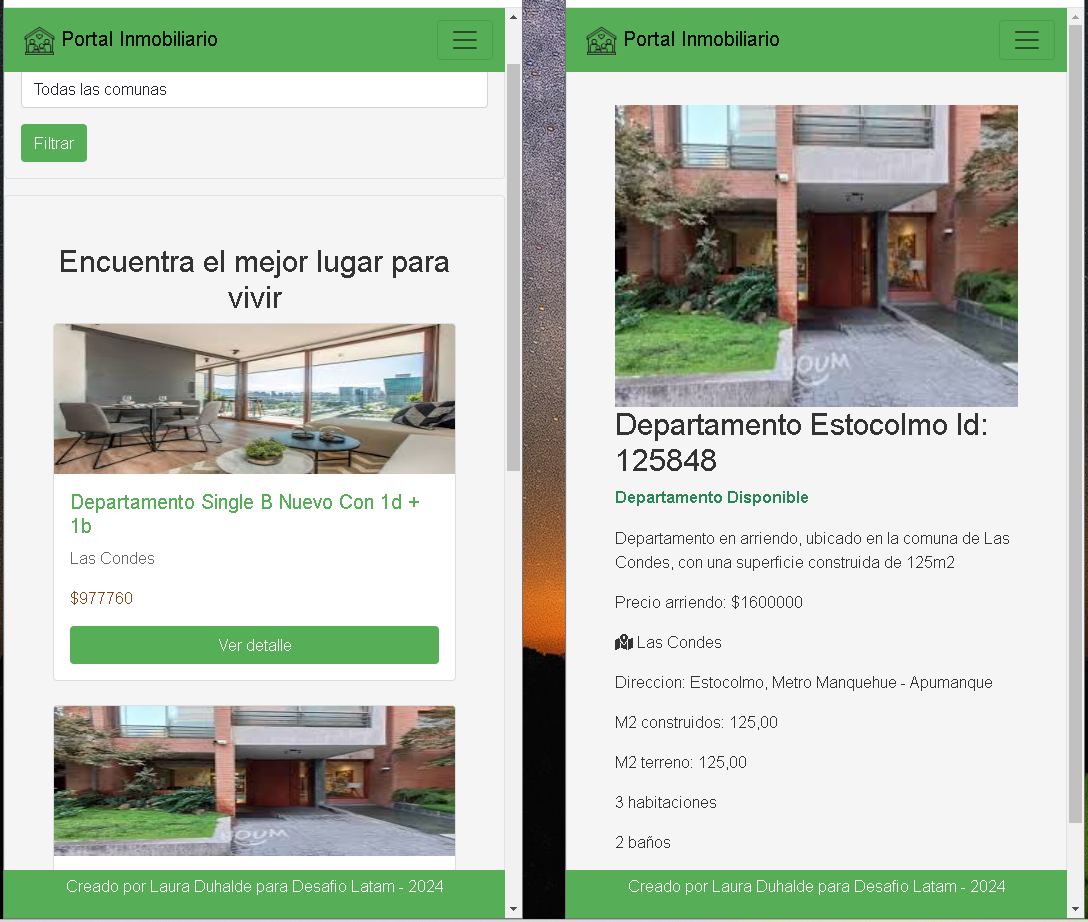 Portal Inmobiliario
Todas las comunas
Filtrar
Encuentra el mejor lugar para
vivir
Departamento Single B Nuevo Con 1d +
1b
Las Condes
$977760
Ver detalle
HOUM
Creado por Laura Duhalde para Desafio Latam - 2024
Portal Inmobiliario
HOUM
Departamento Estocolmo Id:
125848
Departamento Disponible
Departamento en arriendo, ubicado en la comuna de Las
Condes, con una superficie construida de 125m2
Precio arriendo: $1600000
Las Condes
Direccion: Estocolmo, Metro Manquehue - Apumanque
M2 construidos: 125,00
M2 terreno: 125,00
3 habitaciones
2 baños
Creado por Laura Duhalde para Desafio Latam - 2024